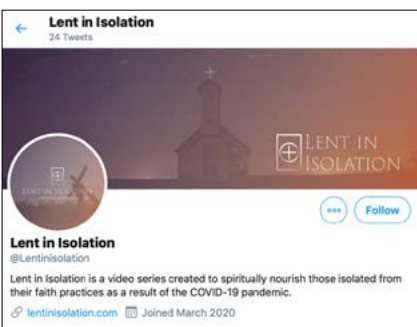 Lent in Isolation
24 Tweets
LENT IN
ISOLATION
LENT IN ISOLATION
Follow
Lent in Isolation
@Lentinisolation
Lent in Isolation is a video series created to spiritually nourish those isolated from
their faith practices as a result of the COVID-19 pandemic.
lentinisolation.com Joined March 2020